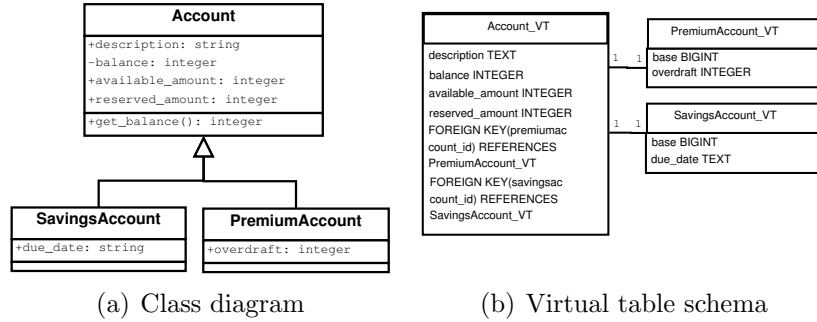 Account
+description: string
-balance: integer
+available_amount: integer
+reserved_amount: integer
+get_balance(): integer
SavingsAccount
+due_date: string
PremiumAccount
+overdraft: integer
(a) Class diagram
Account_VT
description TEXT
balance INTEGER
available_amount INTEGER
reserved_amount INTEGER
FOREIGN KEY(premiumac
count_id) REFERENCES
PremiumAccount_VT
FOREIGN KEY(savingsac
count_id) REFERENCES
SavingsAccount_VT
1 1
PremiumAccount_VT
base BIGINT
overdraft INTEGER
1 1
SavingsAccount_VT
base BIGINT
due_date TEXT
(b) Virtual table schema